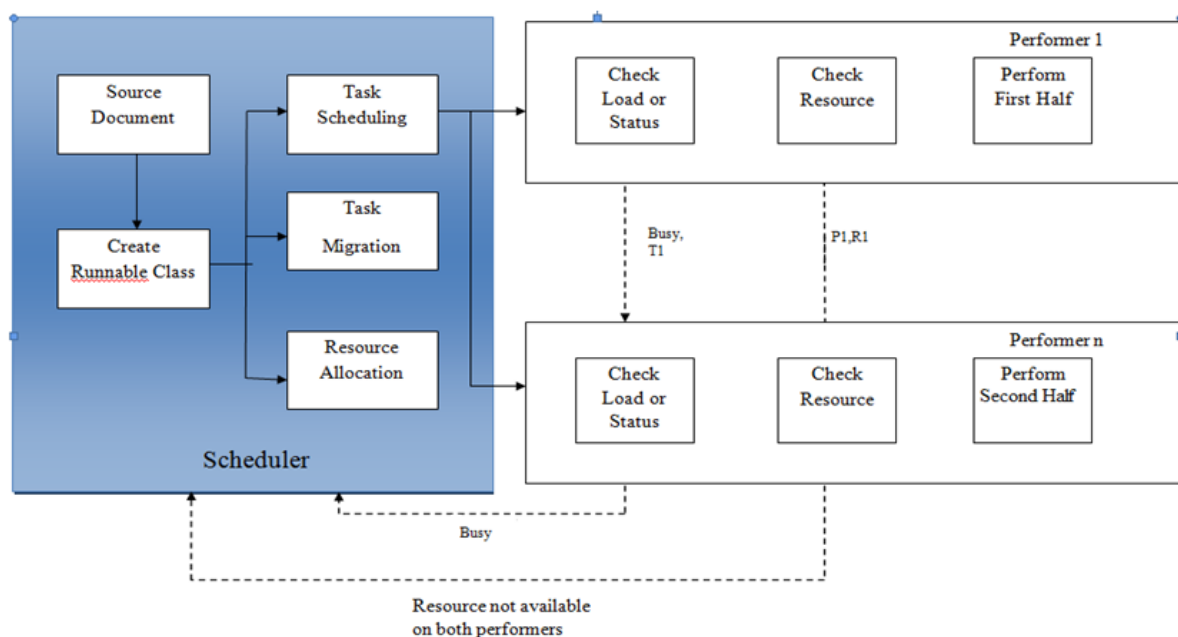 Source
Document
Create
Runnable Class
Task
Scheduling
Task
Migration
Resource
Allocation
Scheduler
Performer 1
Check
Load or
Status
Check
Resource
Perform
First Half
Busy,
T1
P1,R1
Performer n
Check
Load or
Status
Check
Resource
Perform
Second Half
Busy
Resource not available
on both performers